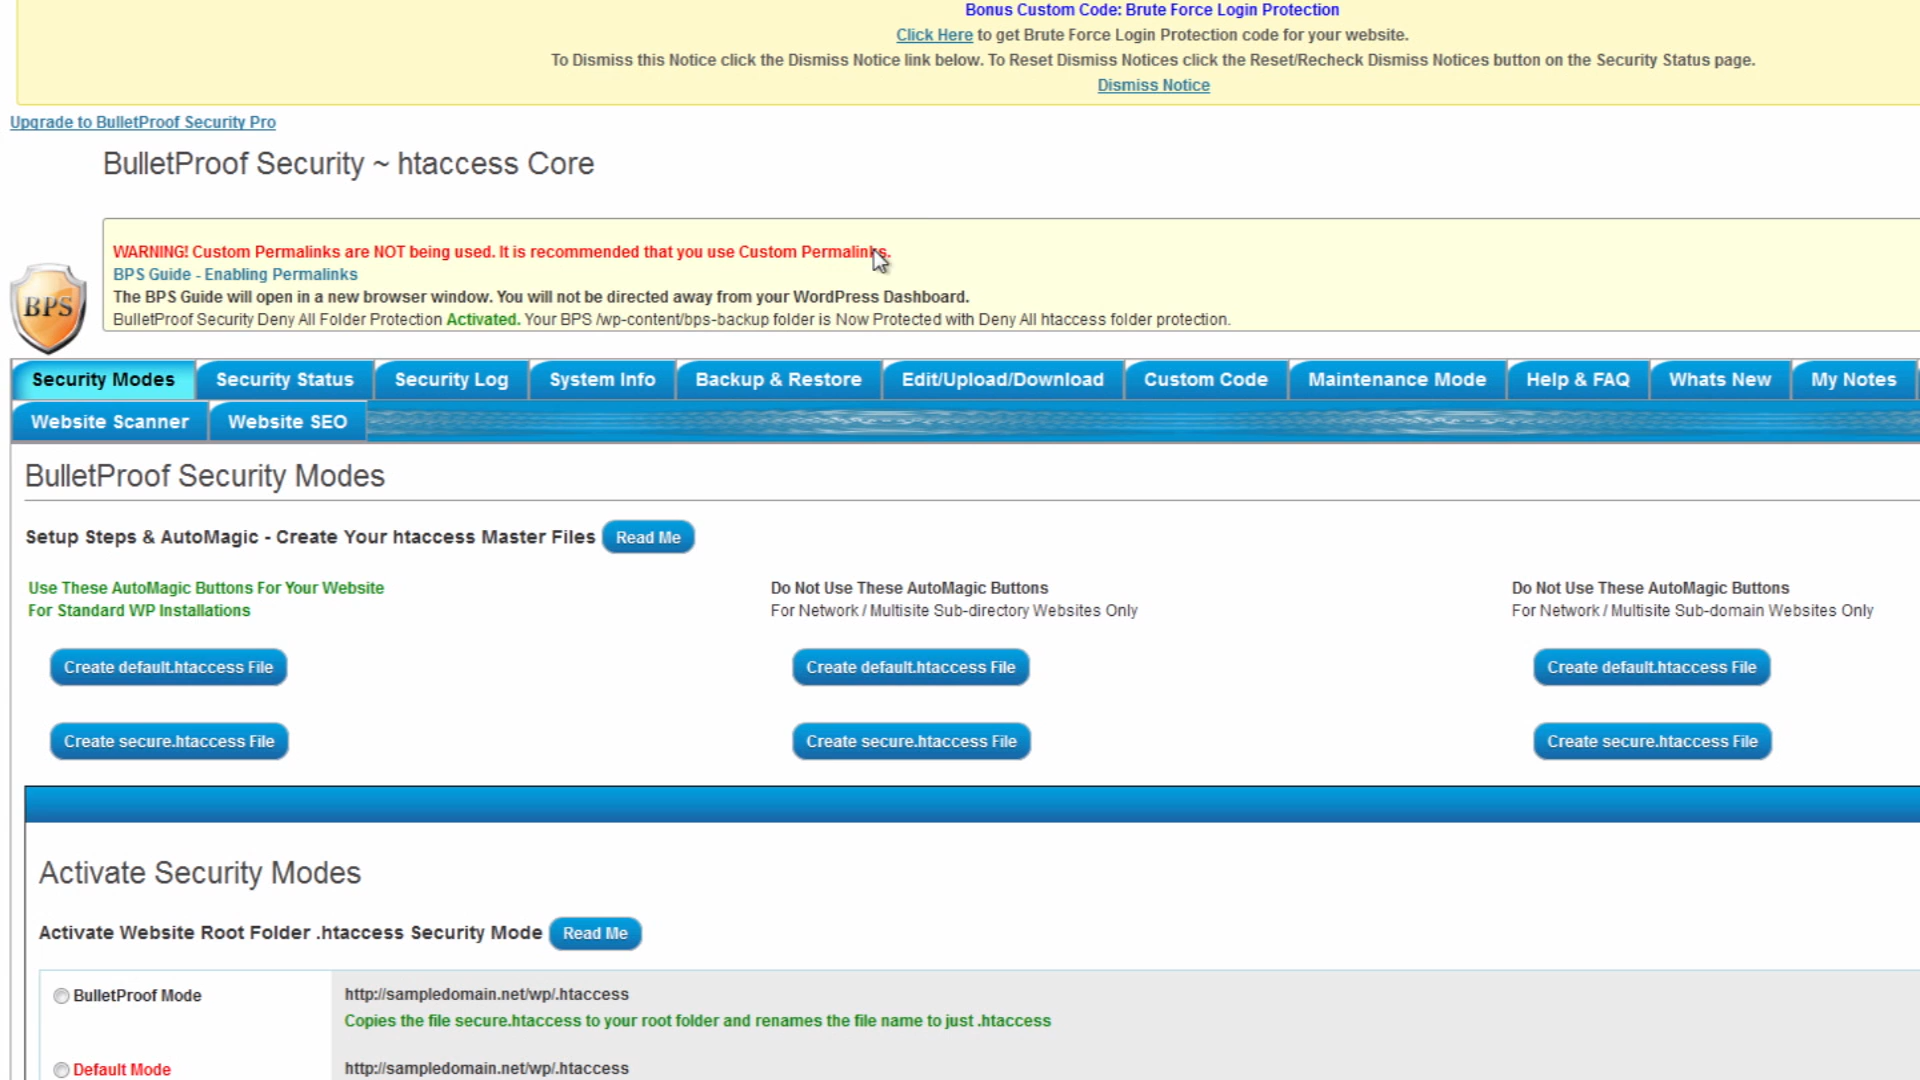 Bonus Custom Code: Brute Force Login Protection
Click Here to get Brute Force Login Protection code for your website.
To Dismiss this Notice click the Dismiss Notice link below. To Reset Dismiss Notices click the Reset/Recheck Dismiss Notices button on the Security Status page.
Dismiss Notice
Upgrade to BulletProof Security Pro
BulletProof Security ~ htaccess Core
WARNING! Custom Permalinks are NOT being used. It is recommended that you use Custom Permalinks.
BPS Guide - Enabling Permalinks
The BPS Guide will open in a new browser window. You will not be directed away from your WordPress Dashboard.
BulletProof Security Deny All Folder Protection Activated. Your BPS /wp-content/bps-backup folder is Now Protected with Deny All htaccess folder protection.
BPS
Security Modes Security Status Security Log System Info Backup & Restore Edit/Upload/Download Custom Code Maintenance Mode Help & FAQ Whats New My Notes
Website Scanner Website SEO
BulletProof Security Modes
Setup Steps & AutoMagic - Create Your htaccess Master Files Read Me
Use These AutoMagic Buttons For Your Website
For Standard WP Installations
Create default.htaccess File
Create secure.htaccess File
Do Not Use These AutoMagic Buttons
For Network / Multisite Sub-directory Websites Only
Create default.htaccess File
Create secure.htaccess File
Do Not Use These AutoMagic Buttons
For Network / Multisite Sub-domain Websites Only
Create default.htaccess File
Create secure.htaccess File
Activate Security Modes
Activate Website Root Folder .htaccess Security Mode Read Me
BulletProof Mode http://sampledomain.net/wp/.htaccess
Copies the file secure.htaccess to your root folder and renames the file name to just .htaccess
Default Mode http://sampledomain.net/wp/.htaccess